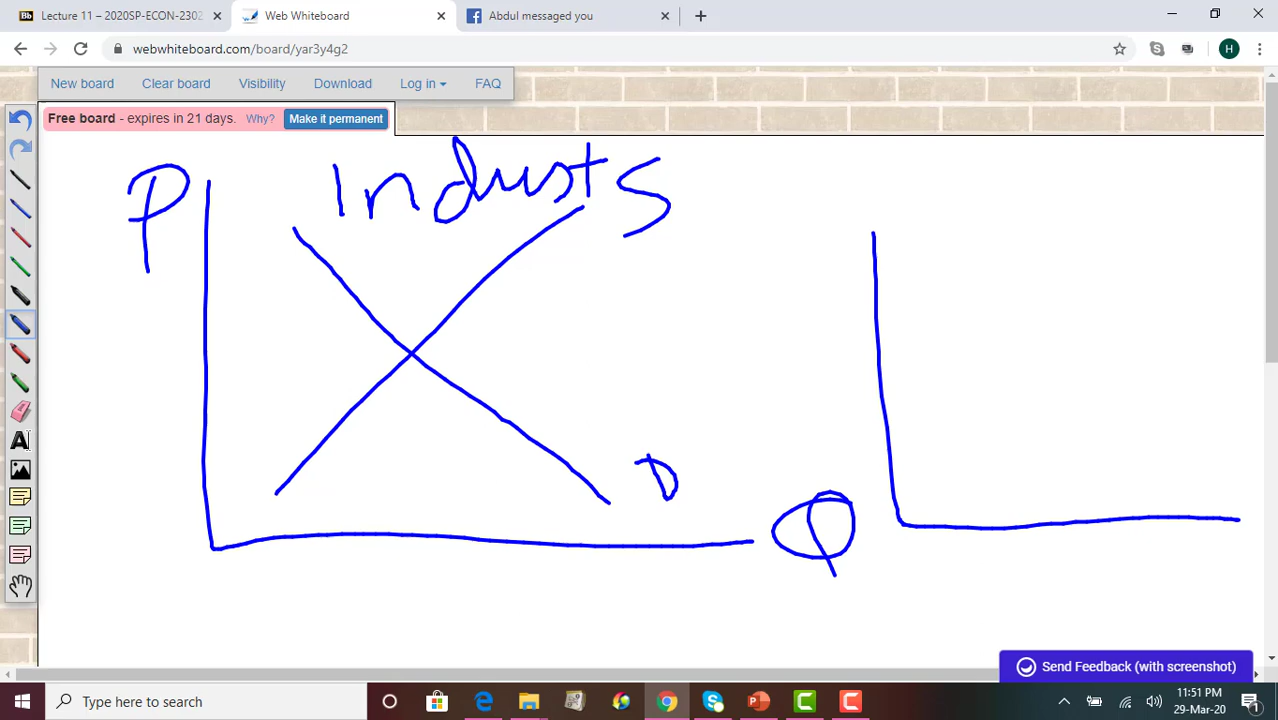 Lecture 11 – 2020SP-ECON-2302
Web Whiteboard
Abdul messaged you
webwhiteboard.com/board/yar3y4g2
H
New board
Clear board
Visibility
Download
Log in
FAQ
Free board - expires in 21 days.
Why?
Make it permanent
P
Indust
S
D
Q
A
Send Feedback (with screenshot)
Type here to search
11:51 PM
29-Mar-20
1